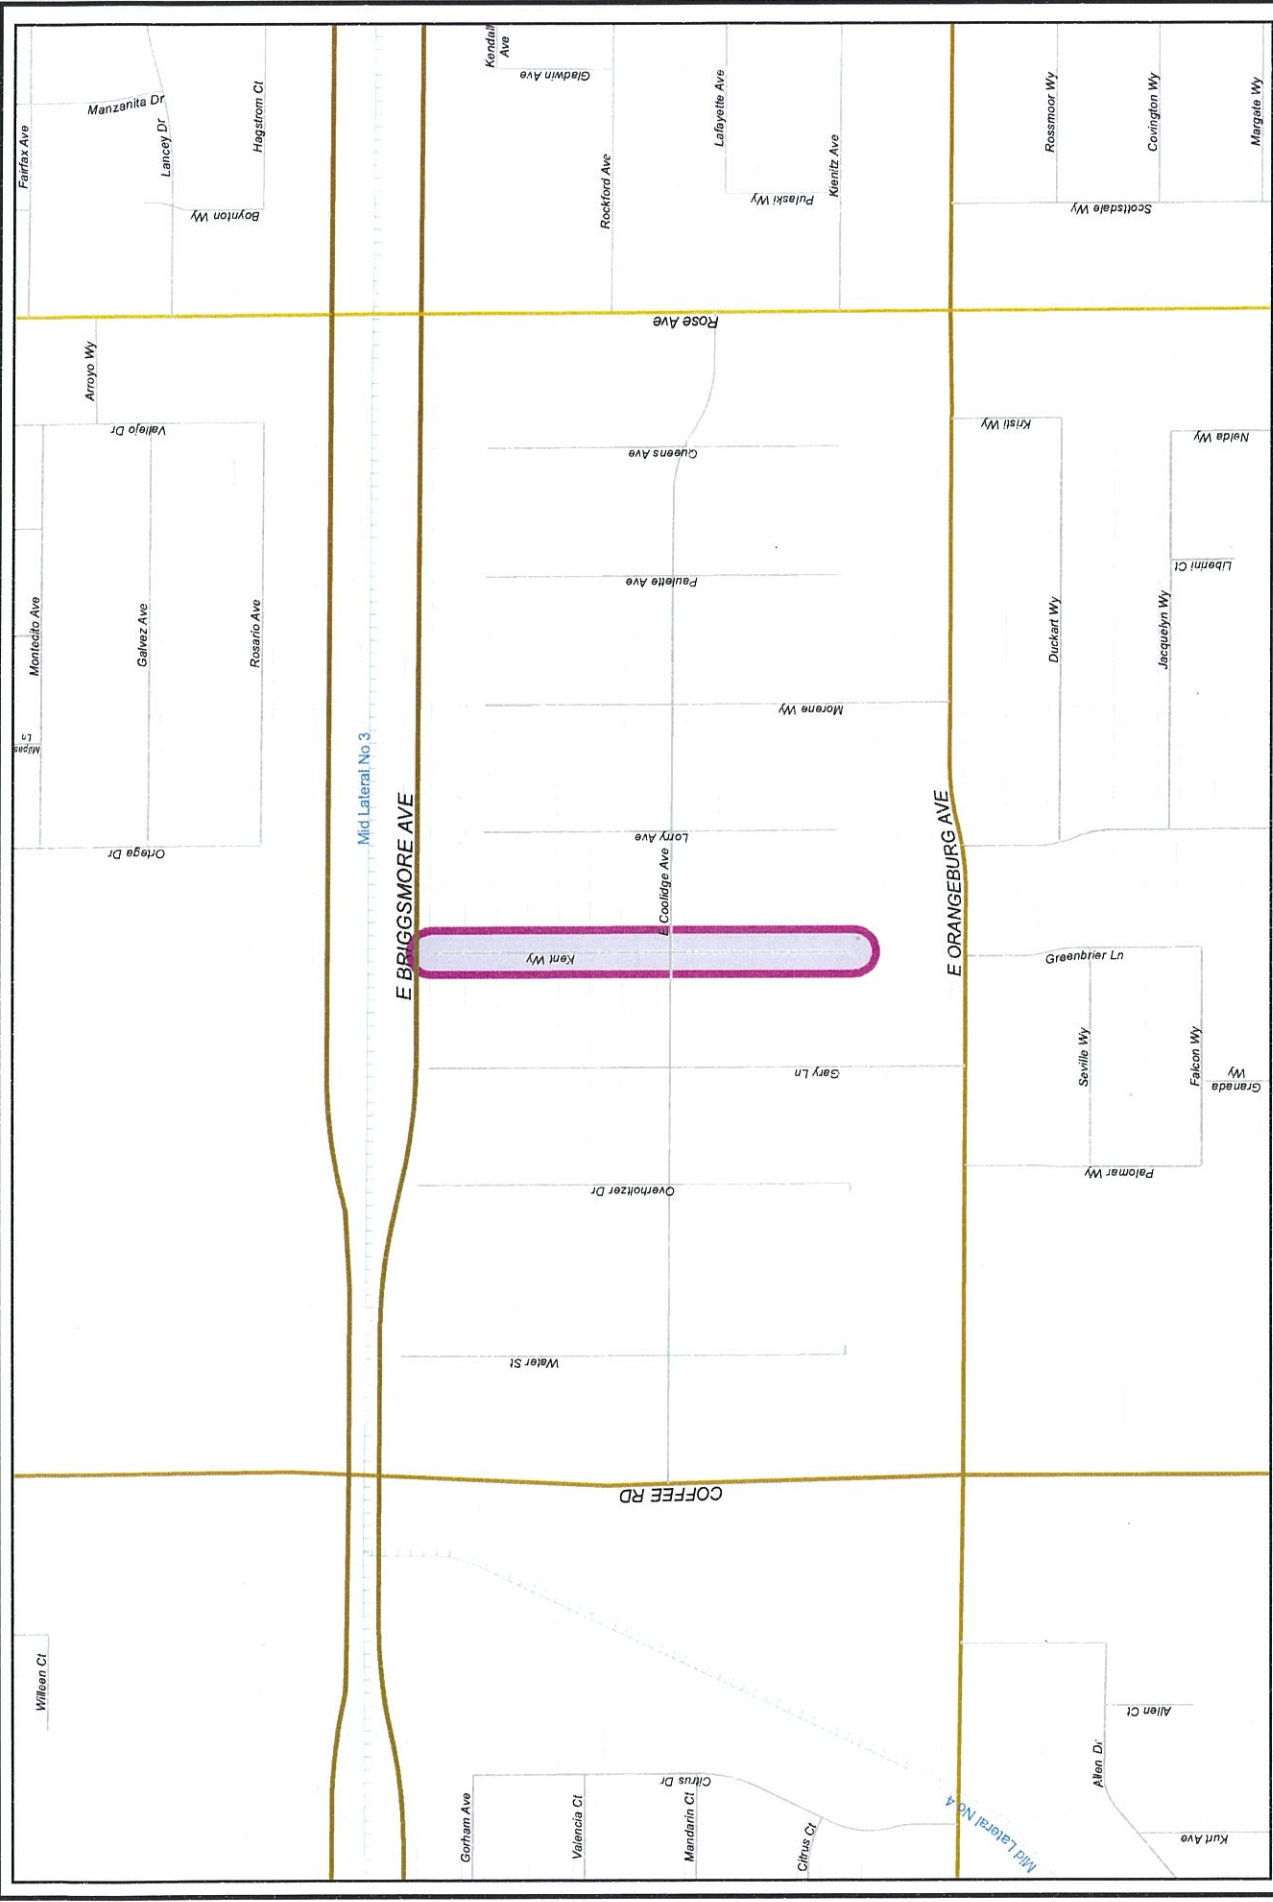 Fairfax Ave
Manzanita Dr
Lancey Dr
Hagstrom Ct
Boynton Wy
Kendall
Ave
Gladwin Ave
Rockford Ave
Lafayette Ave
Pulaski Wy
Kienitz Ave
Rossmoor Wy
Covington Wy
Margate Wy
Scottsdale Wy
Rose Ave
Arroyo Wy
Vallejo Dr
Montecito Ave
Galvez Ave
Rosario Ave
Milpas
Ln
Ortega Dr
Mid Lateral No 3
E BRIGGSMORE AVE
Queens Ave
Paulette Ave
Morene Wy
Lorry Ave
E Coolidge Ave
Kent Wy
Gary Ln
Overholtzer Dr
Water St
E ORANGEBURG AVE
Kristi Wy
Nelda Wy
Duckart Wy
Jacquelyn Wy
Liberini Ct
Greenbrier Ln
Seville Wy
Falcon Wy
Granada
Wy
Palomar Wy
COFFEE RD
Willeen Ct
Gorham Ave
Valencia Ct
Mandarin Ct
Citrus Dr
Citrus Ct
Mid Lateral No 4
Allen Ct
Allen Dr
Kurt Ave